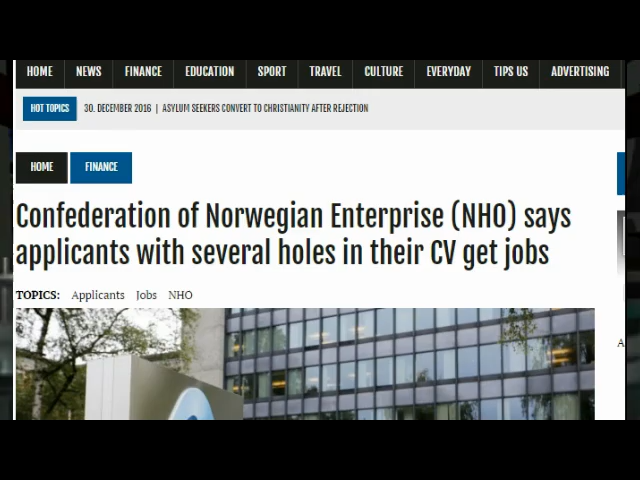 HOME NEWS FINANCE EDUCATION SPORT TRAVEL CULTURE EVERYDAY TIPS US ADVERTISING
HOT TOPICS 30. DECEMBER 2016 | ASYLUM SEEKERS CONVERT TO CHRISTIANITY AFTER REJECTION
HOME FINANCE
Confederation of Norwegian Enterprise (NHO) says
applicants with several holes in their CV get jobs
TOPICS: Applicants Jobs NHO
A